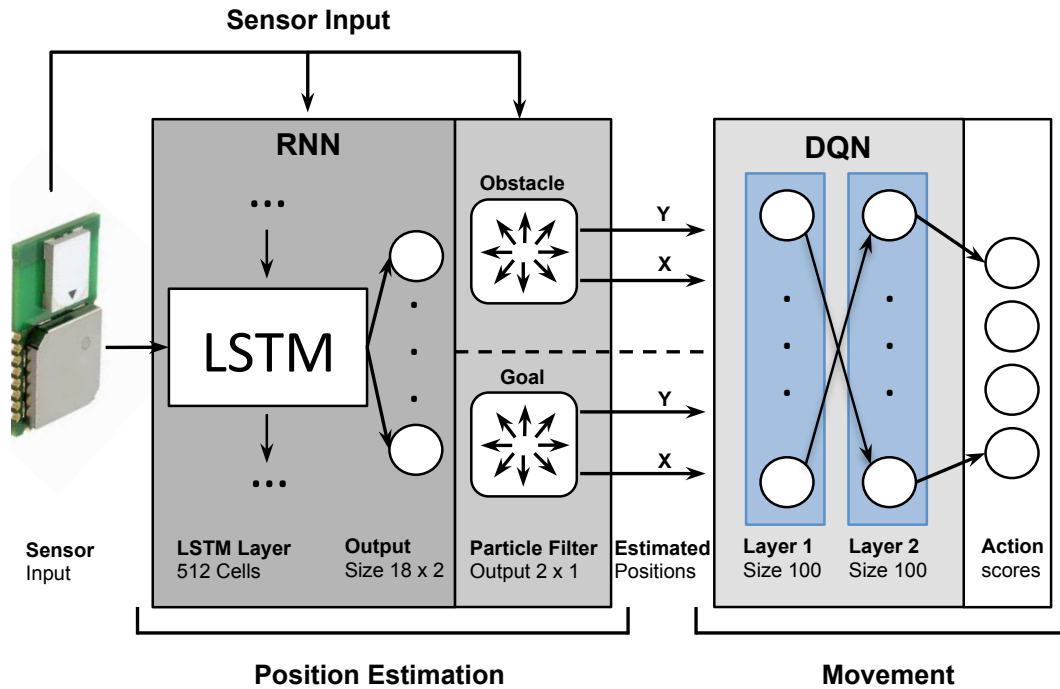 Sensor Input
RNN
DQN
...
Obstacle
Y
X
LSTM
Goal
Y
X
...
Sensor
Input
LSTM Layer
512 Cells
Output
Size 18 x 2
Particle Filter
Output 2 x 1
Estimated
Positions
Layer 1
Size 100
Layer 2
Size 100
Action
scores
Position Estimation
Movement